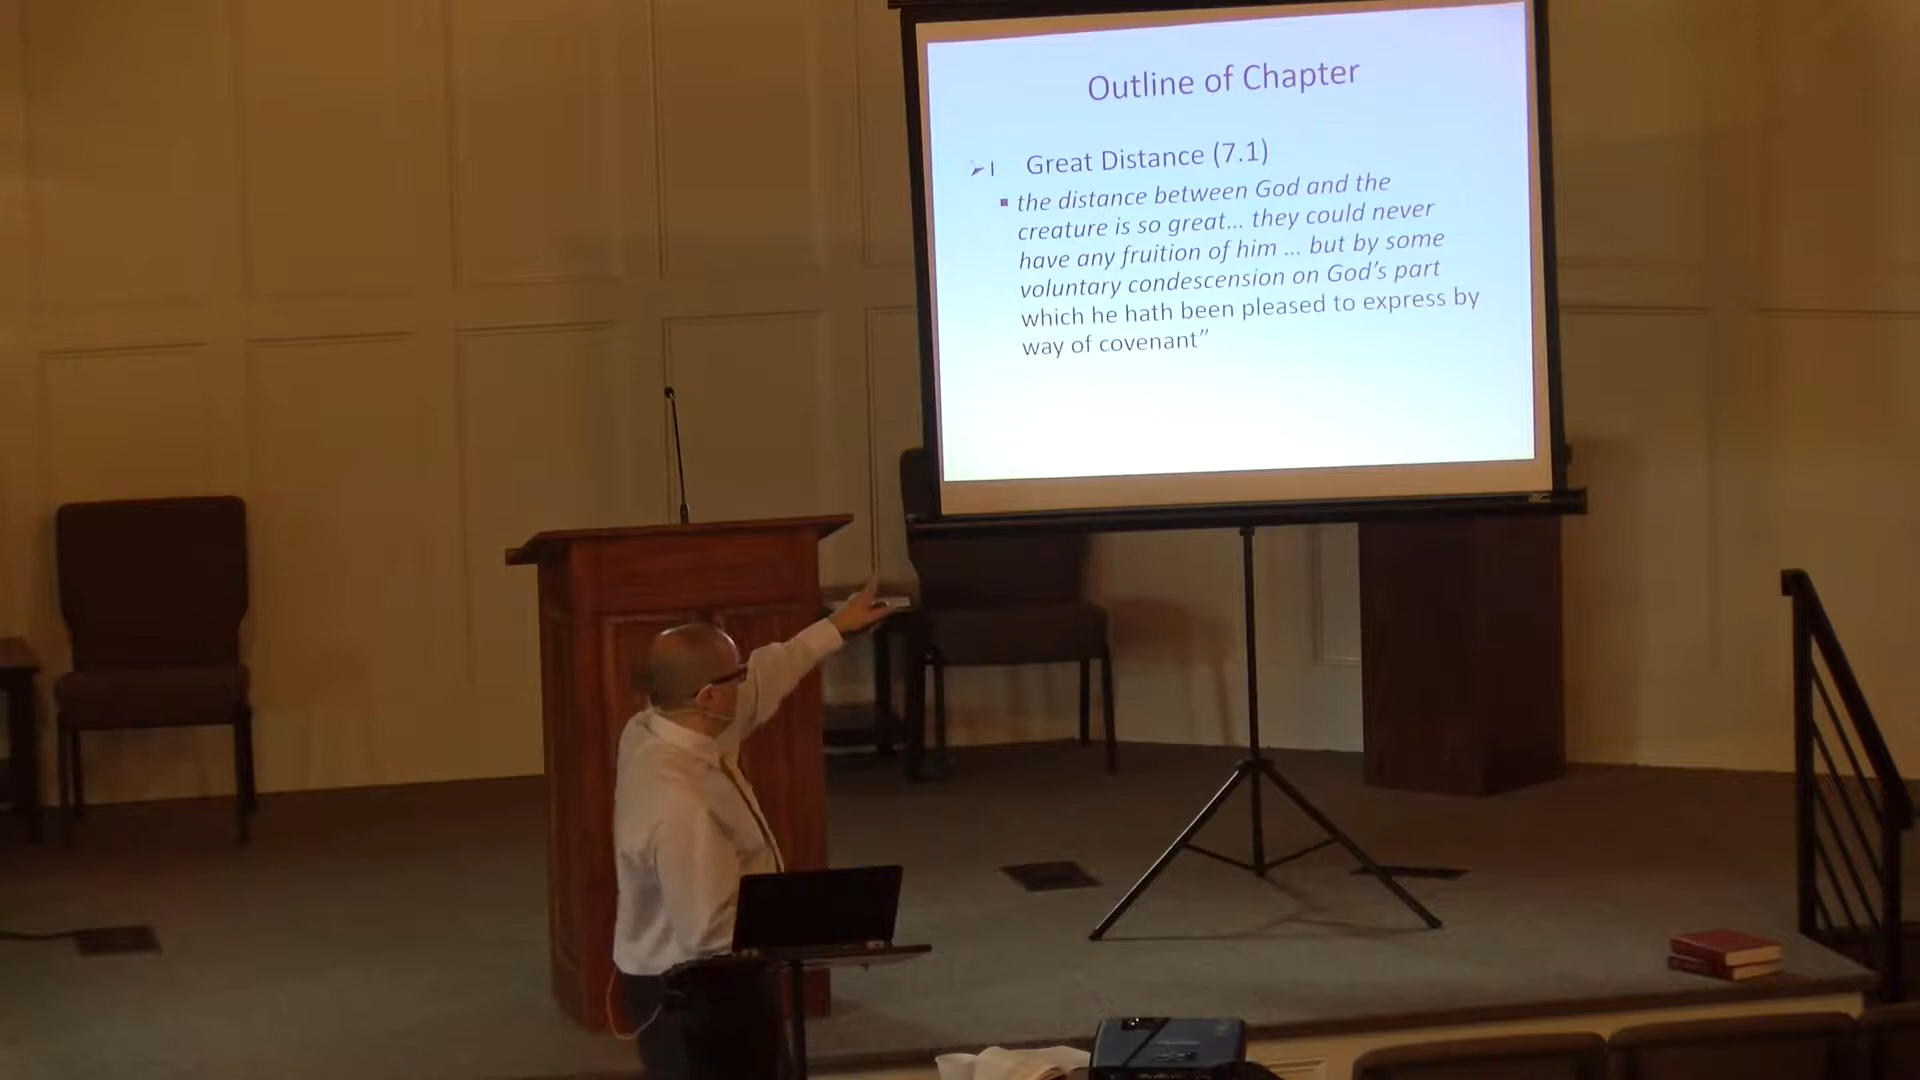 Outline of Chapter
I Great Distance (7.1)
the distance between God and the
creature is so great... they could never
have any fruition of him ... but by some
voluntary condescension on God's part
which he hath been pleased to express by
way of covenant”